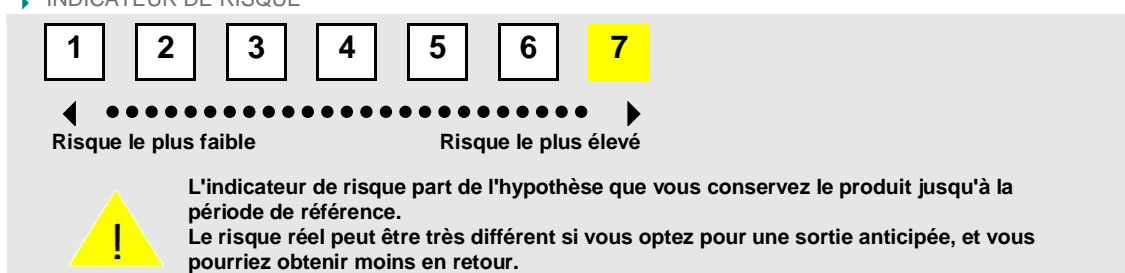 INDICATEUR DE RISQUE
1 2 3 4 5 6 7
Risque le plus faible Risque le plus élevé
L'indicateur de risque part de l'hypothèse que vous conservez le produit jusqu'à la
période de référence.
! Le risque réel peut être très différent si vous optez pour une sortie anticipée, et vous
pourriez obtenir moins en retour.